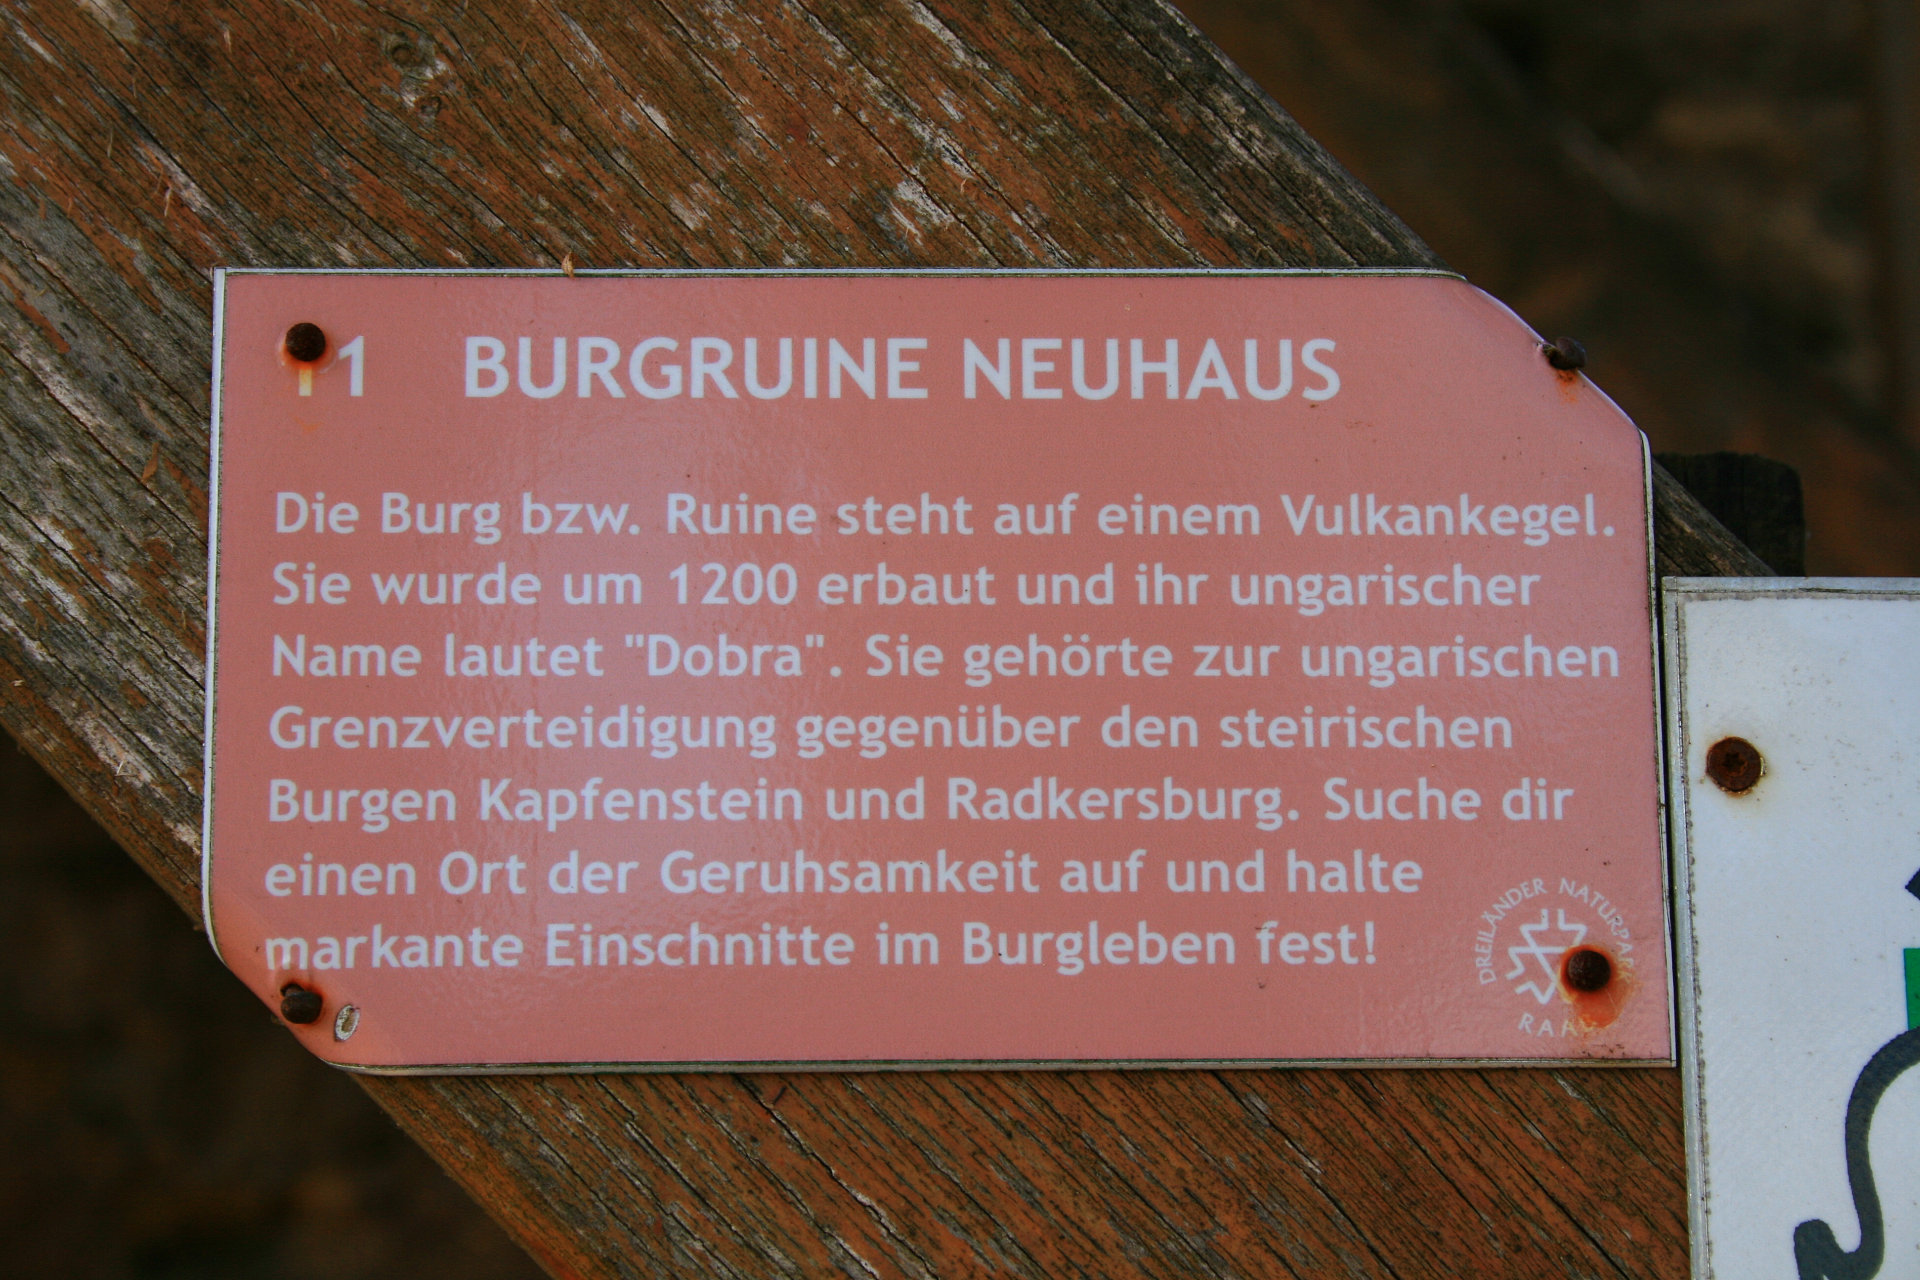 11 BURGRUINE NEUHAUS
Die Burg bzw. Ruine steht auf einem Vulkankegel.
Sie wurde um 1200 erbaut und ihr ungarischer
Name lautet "Dobra". Sie gehörte zur ungarischen
Grenzverteidigung gegenüber den steirischen
Burgen Kapfenstein und Radkersburg. Suche dir
einen Ort der Geruhsamkeit auf und halte
markante Einschnitte im Burgleben fest!
DREILÄNDER NATURPARK
RAAB